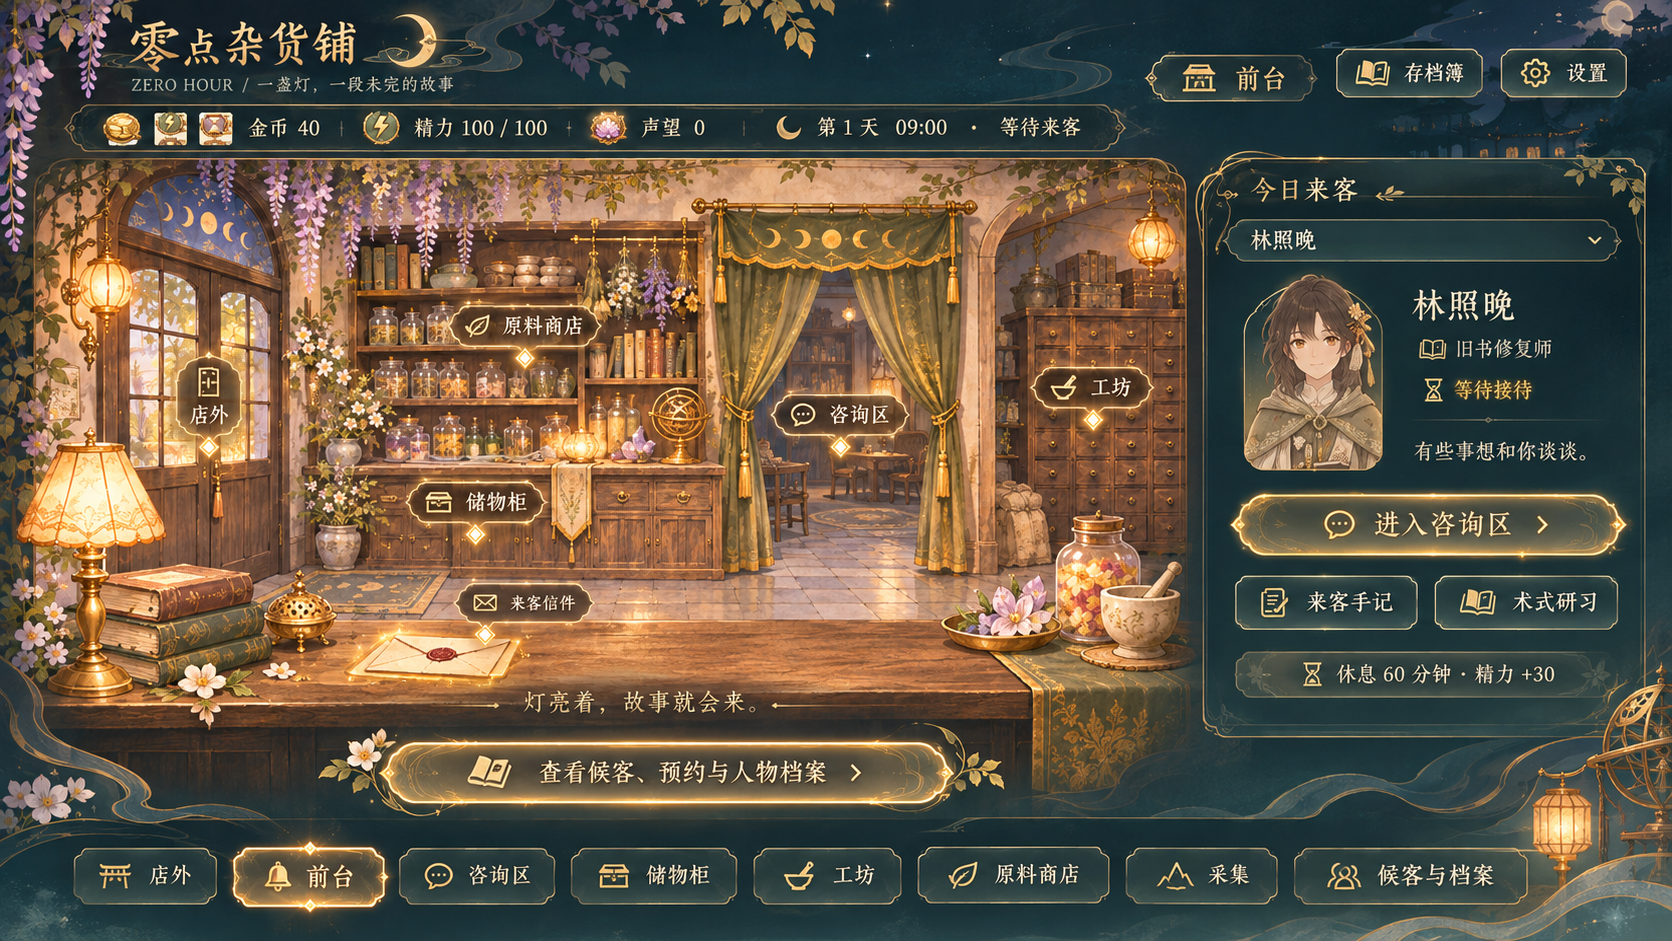 零点杂货铺
ZERO HOUR / 一盏灯，一段未完的故事
前台
存档簿
设置
金币 40
精力 100 / 100
声望 0
第 1 天 09:00 · 等待来客
今日来客
林照晚
林照晚
旧书修复师
等待接待
有些事想和你谈谈。
进入咨询区
来客手记
术式研习
休息 60 分钟 · 精力 +30
原料商店
店外
咨询区
工坊
储物柜
来客信件
灯亮着，故事就会来。
查看候客、预约与人物档案
店外
前台
咨询区
储物柜
工坊
原料商店
采集
候客与档案